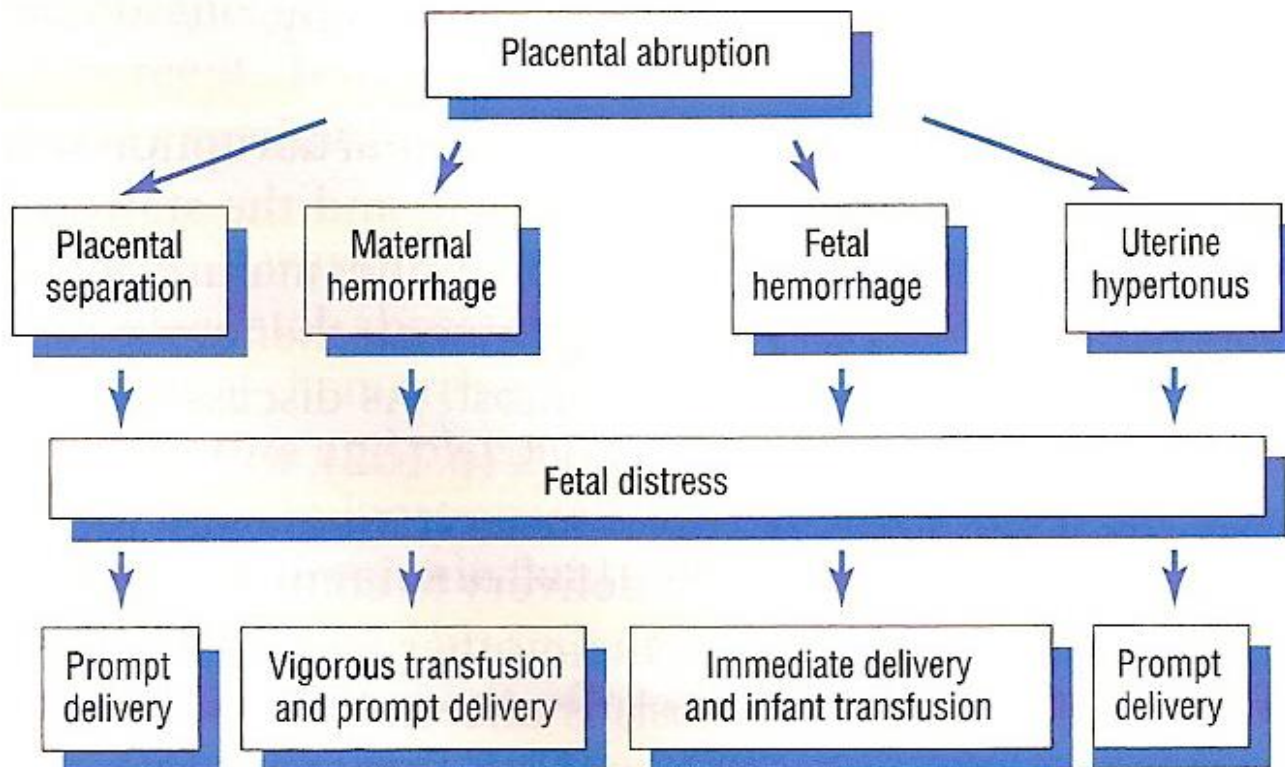 Placental abruption
Placental
separation
Maternal
hemorrhage
Fetal
hemorrhage
Uterine
hypertonus
Fetal distress
Prompt
delivery
Vigorous transfusion
and prompt delivery
Immediate delivery
and infant transfusion
Prompt
delivery